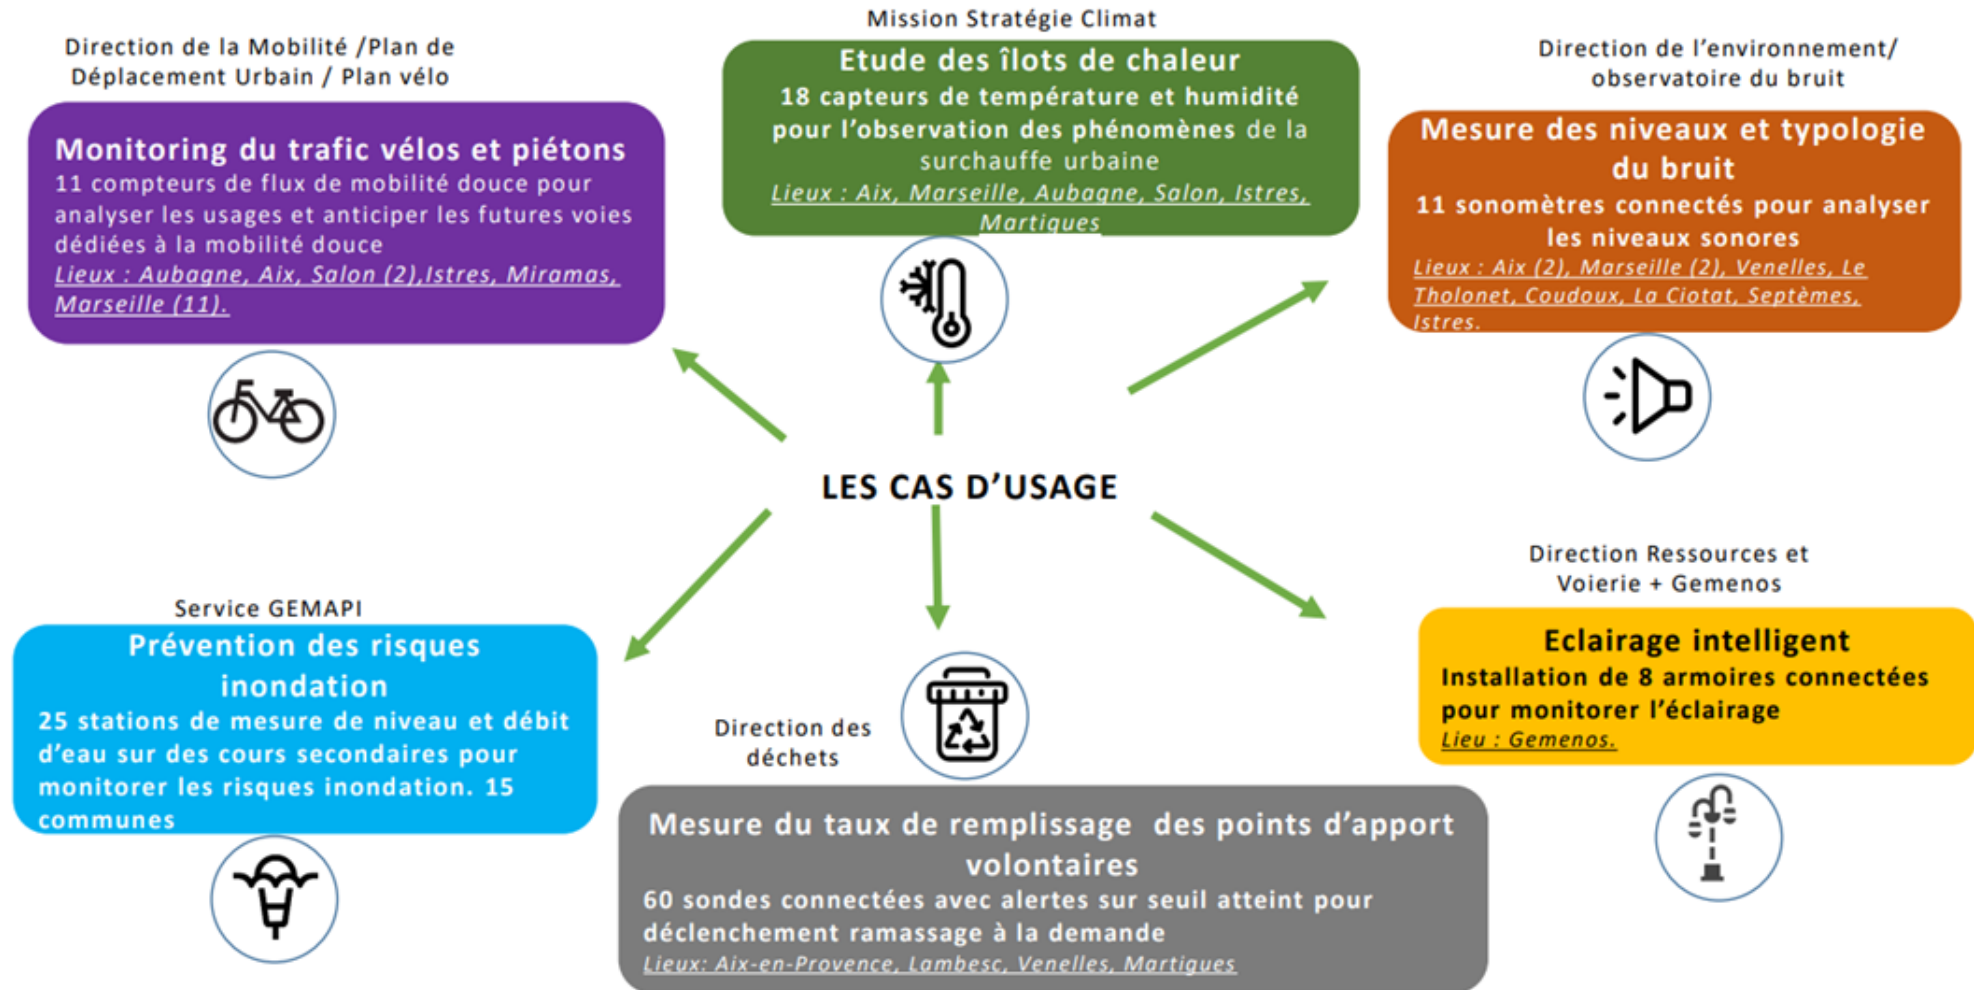 Mission Stratégie Climat
Direction de la Mobilité /Plan de
Déplacement Urbain / Plan vélo
Monitoring du trafic vélos et piétons
11 compteurs de flux de mobilité douce pour
analyser les usages et anticiper les futures voies
dédiées à la mobilité douce
Lieux : Aubagne, Aix, Salon (2),Istres, Miramas,
Marseille (11).
Etude des îlots de chaleur
18 capteurs de température et humidité
pour l'observation des phénomènes de la
surchauffe urbaine
Lieux : Aix, Marseille, Aubagne, Salon, Istres,
Martigues
Direction de l'environnement/
observatoire du bruit
Mesure des niveaux et typologie
du bruit
11 sonomètres connectés pour analyser
les niveaux sonores
Lieux : Aix (2), Marseille (2), Venelles, Le
Tholonet, Coudoux, La Ciotat, Septèmes,
Istres.
LES CAS D'USAGE
Service GEMAPI
Prévention des risques
inondation
25 stations de mesure de niveau et débit
d'eau sur des cours secondaires pour
monitorer les risques inondation. 15
communes
Direction des
déchets
Mesure du taux de remplissage des points d'apport
volontaires
60 sondes connectées avec alertes sur seuil atteint pour
déclenchement ramassage à la demande
Lieux: Aix-en-Provence, Lambesc, Venelles, Martigues
Direction Ressources et
Voierie + Gemenos
Eclairage intelligent
Installation de 8 armoires connectées
pour monitorer l'éclairage
Lieu : Gemenos.